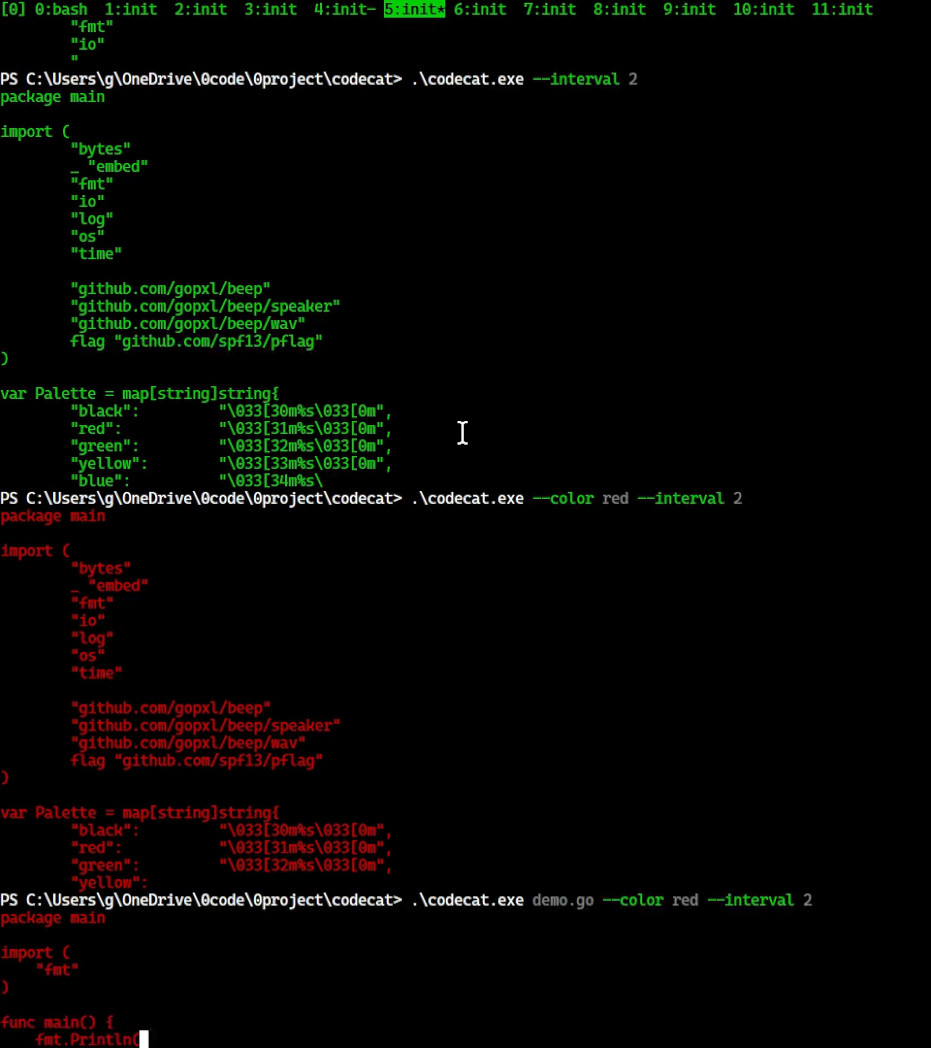 [0] 0:bash  1:init  2:init  3:init  4:init- 5:init* 6:init  7:init  8:init  9:init  10:init  11:init
        "fmt"
        "io"
        "
PS C:\Users\g\OneDrive\0code\0project\codecat> .\codecat.exe --interval 2
package main

import (
        "bytes"
        _ "embed"
        "fmt"
        "io"
        "log"
        "os"
        "time"

        "github.com/gopxl/beep"
        "github.com/gopxl/beep/speaker"
        "github.com/gopxl/beep/wav"
        flag "github.com/spf13/pflag"
)

var Palette = map[string]string{
        "black":         "\033[30m%s\033[0m",
        "red":           "\033[31m%s\033[0m",
        "green":         "\033[32m%s\033[0m",
        "yellow":        "\033[33m%s\033[0m",
        "blue":          "\033[34m%s\
PS C:\Users\g\OneDrive\0code\0project\codecat> .\codecat.exe --color red --interval 2
package main

import (
        "bytes"
        _ "embed"
        "fmt"
        "io"
        "log"
        "os"
        "time"

        "github.com/gopxl/beep"
        "github.com/gopxl/beep/speaker"
        "github.com/gopxl/beep/wav"
        flag "github.com/spf13/pflag"
)

var Palette = map[string]string{
        "black":         "\033[30m%s\033[0m",
        "red":           "\033[31m%s\033[0m",
        "green":         "\033[32m%s\033[0m",
        "yellow":
PS C:\Users\g\OneDrive\0code\0project\codecat> .\codecat.exe demo.go --color red --interval 2
package main

import (
    "fmt"
)

func main() {
    fmt.Println(